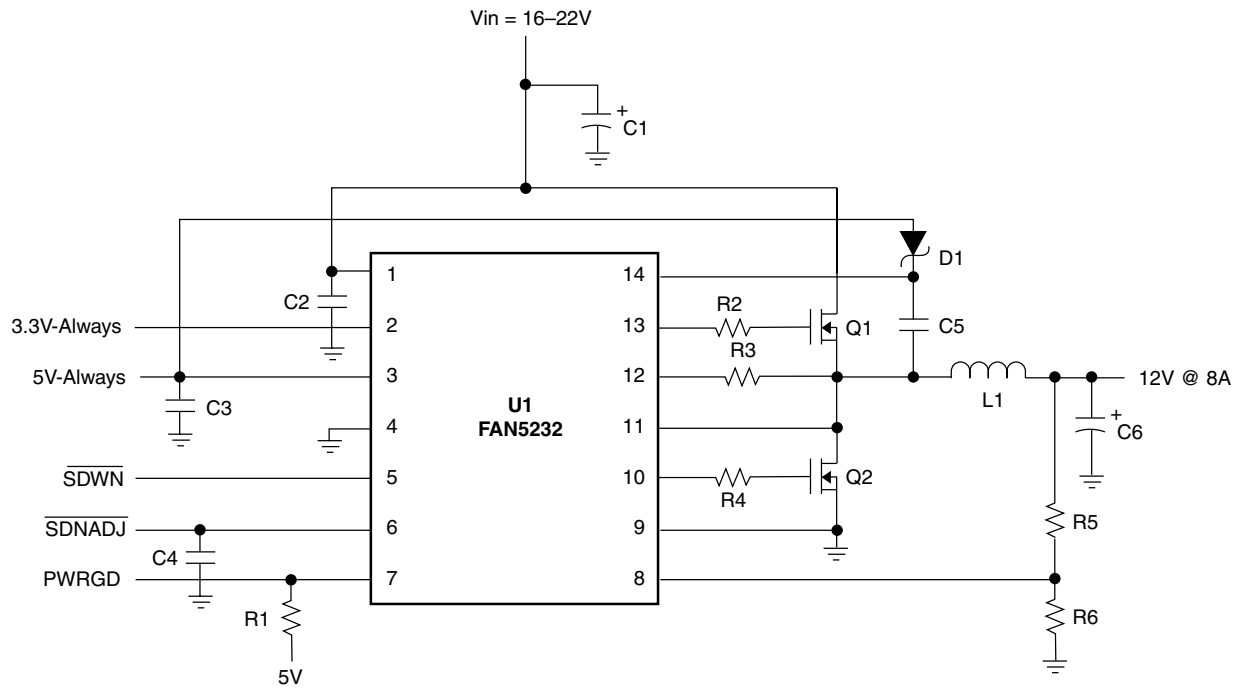 Vin = 16–22V
+
C1
D1
1
14
C2
R2
C5
3.3V-Always
2
13
Q1
R3
5V-Always
3
12
12V @ 8A
L1
C3
U1
FAN5232
+
C6
4
11
SDWN
5
10
Q2
R4
SDNADJ
6
9
R5
C4
PWRGD
7
8
R1
R6
5V